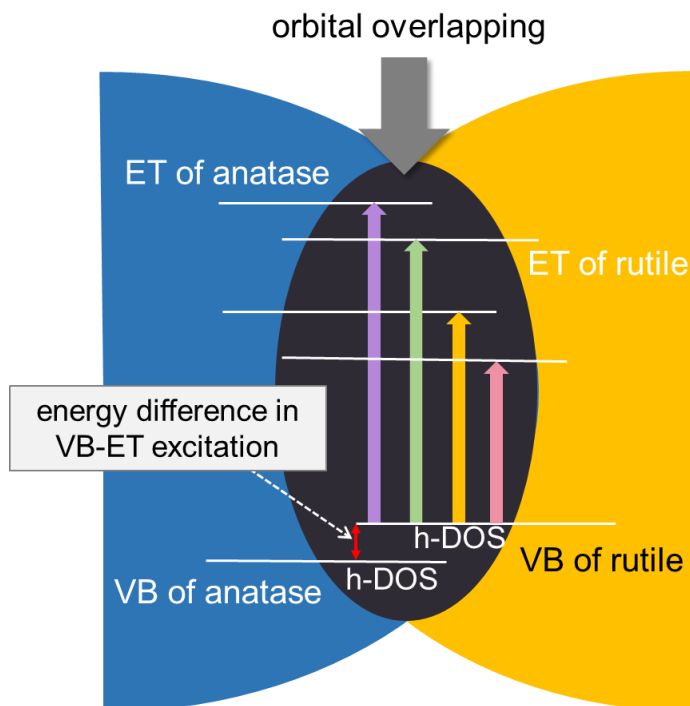 orbital overlapping
ET of anatase
ET of rutile
energy difference in
VB-ET excitation
h-DOS
VB of rutile
h-DOS
VB of anatase